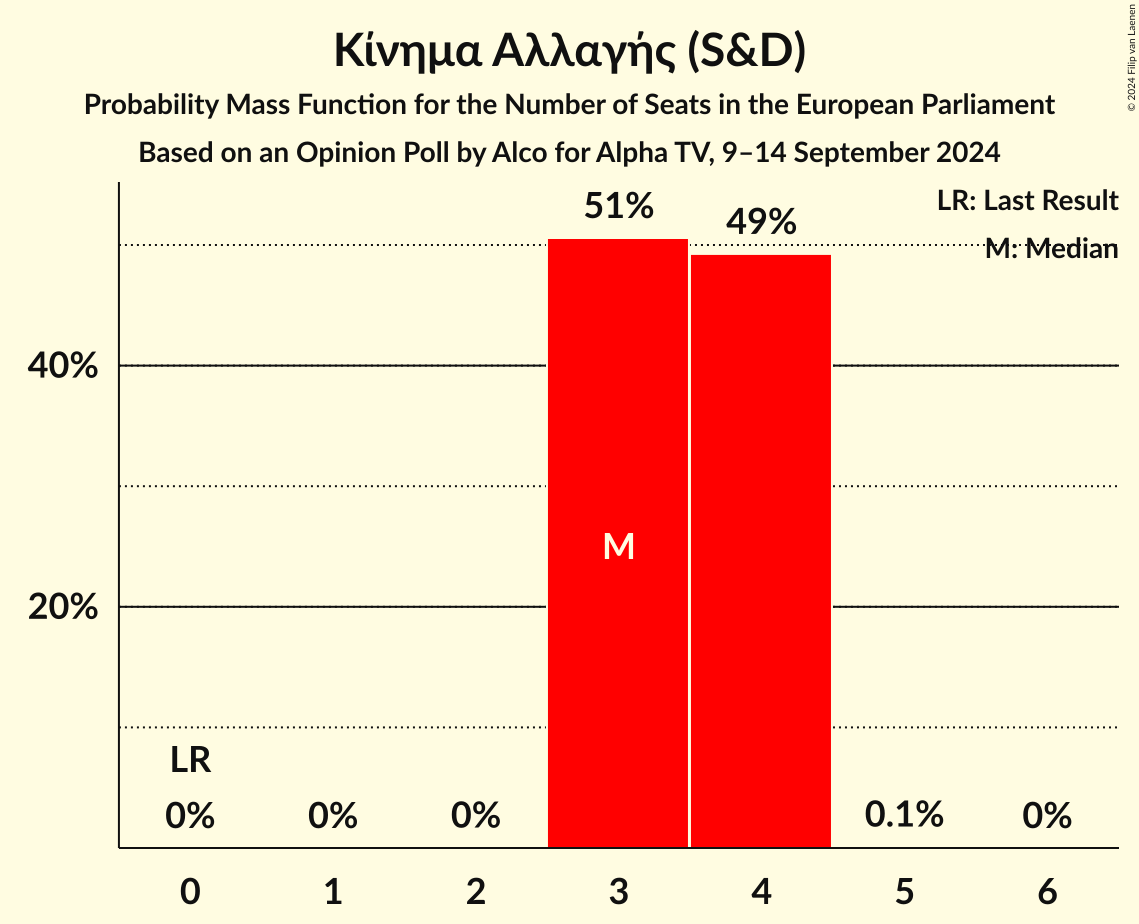 Κίνημα Αλλαγής (S&D)
Probability Mass Function for the Number of Seats in the European Parliament
Based on an Opinion Poll by Alco for Alpha TV, 9–14 September 2024
© 2024 Filip van Laenen
LR: Last Result
M: Median
51%
49%
40%
20%
M
LR
0%
0%
0%
0.1%
0%
0
1
2
3
4
5
6